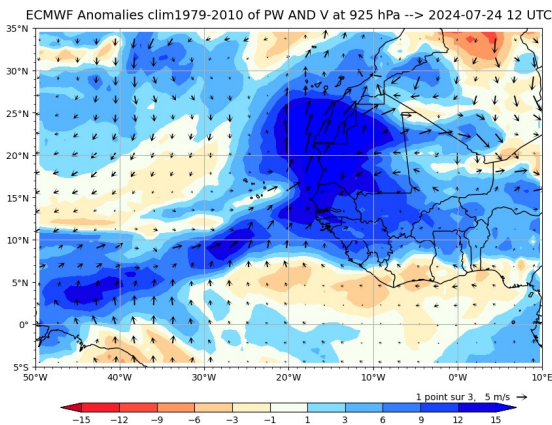 ECMWF Anomalies clim1979-2010 of PW AND V at 925 hPa --> 2024-07-24 12 UTC
35°N
30°N
25°N
20°N
15°N
10°N
5°N
0°
5°S
50°W 40°W 30°W 20°W 10°W 0°W 10°E
1 point sur 3, 5 m/s
−15 −12 −9 −6 −3 −1 1 3 6 9 12 15